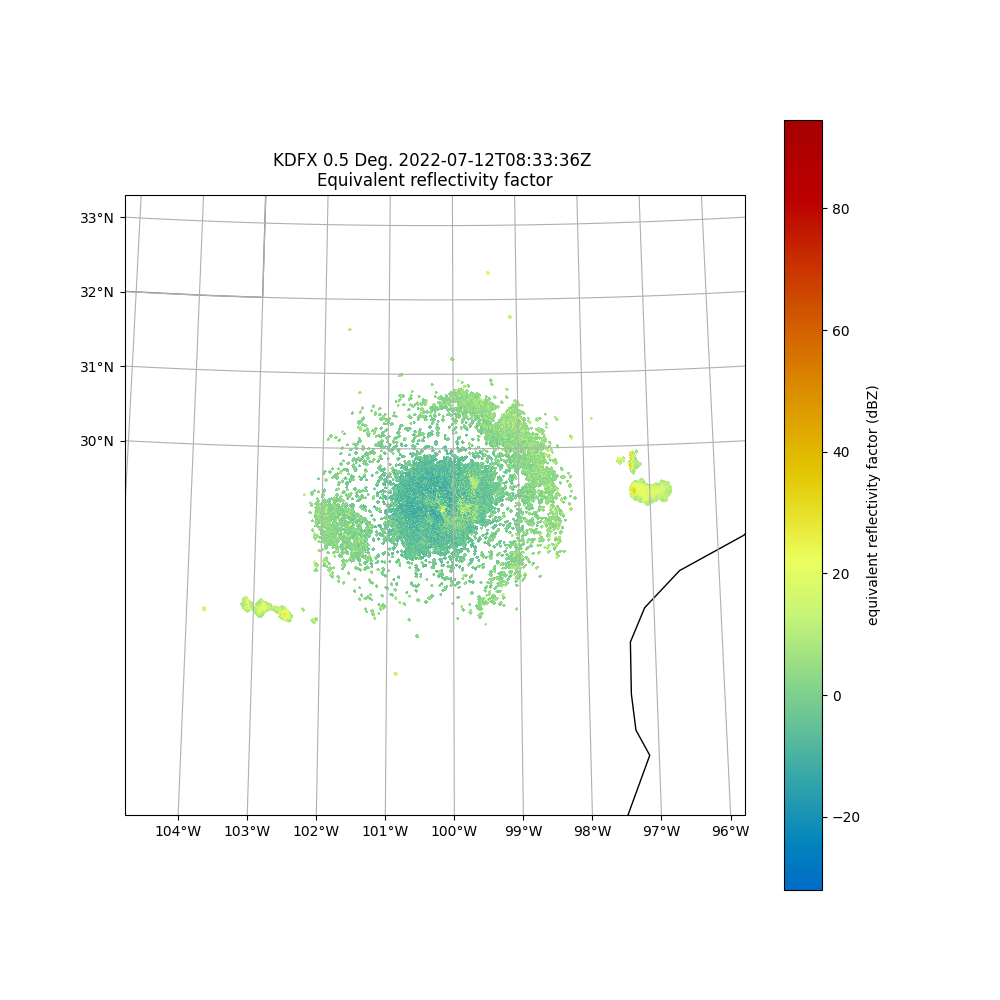 KDFX 0.5 Deg. 2022-07-12T08:33:36Z
Equivalent reflectivity factor
33°N
32°N
31°N
30°N
104°W 103°W 102°W 101°W 100°W 99°W 98°W 97°W 96°W
80
60
40
20
0
−20
equivalent reflectivity factor (dBZ)